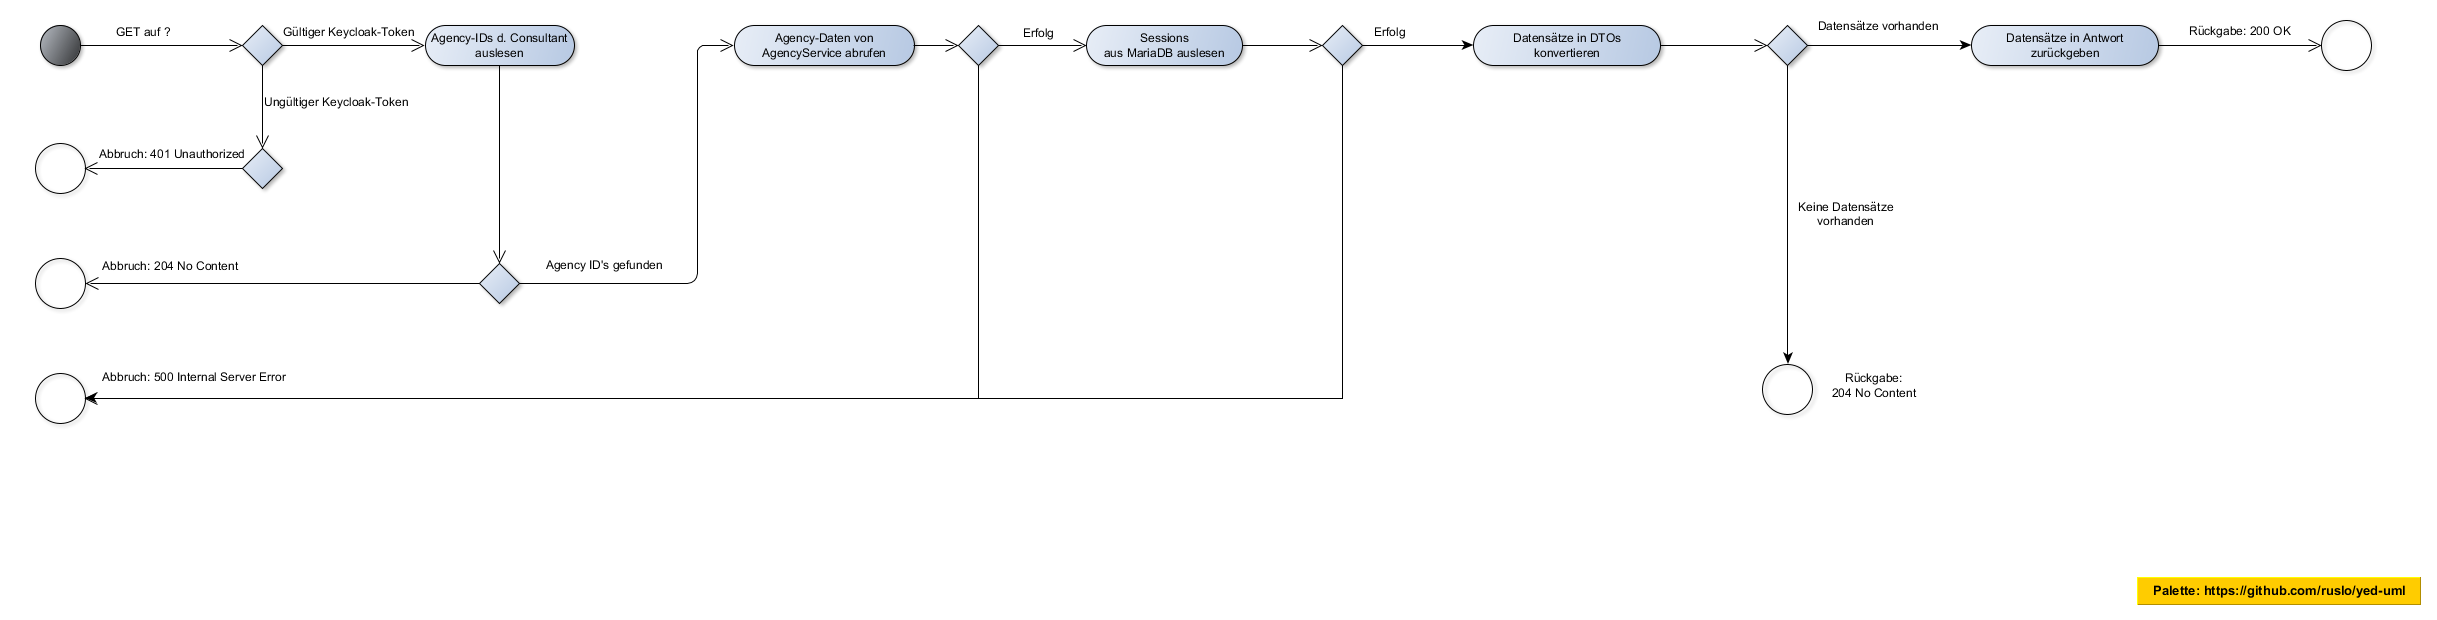 GET auf ?
Gültiger Keycloak-Token
Agency-IDs d. Consultant
auslesen
Agency-Daten von
AgencyService abrufen
Erfolg
Sessions
aus MariaDB auslesen
Erfolg
Datensätze in DTOs
konvertieren
Datensätze vorhanden
Datensätze in Antwort
zurückgeben
Rückgabe: 200 OK
Ungültiger Keycloak-Token
Abbruch: 401 Unauthorized
Keine Datensätze
vorhanden
Abbruch: 204 No Content
Agency ID's gefunden
Abbruch: 500 Internal Server Error
Rückgabe:
204 No Content
Palette: https://github.com/ruslo/yed-uml